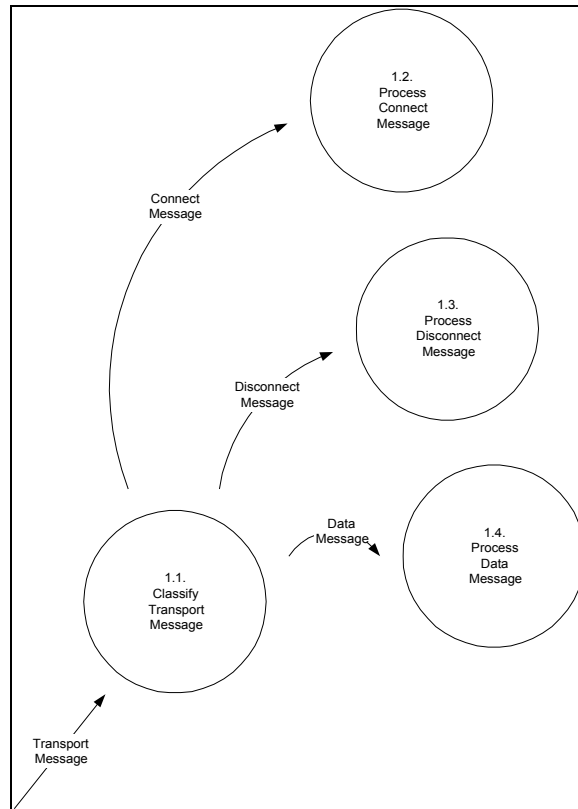 1.2.
Process
Connect
Message
Connect
Message
1.3.
Process
Disconnect
Message
Disconnect
Message
Data
Message
1.4.
Process
Data
Message
1.1.
Classify
Transport
Message
Transport
Message